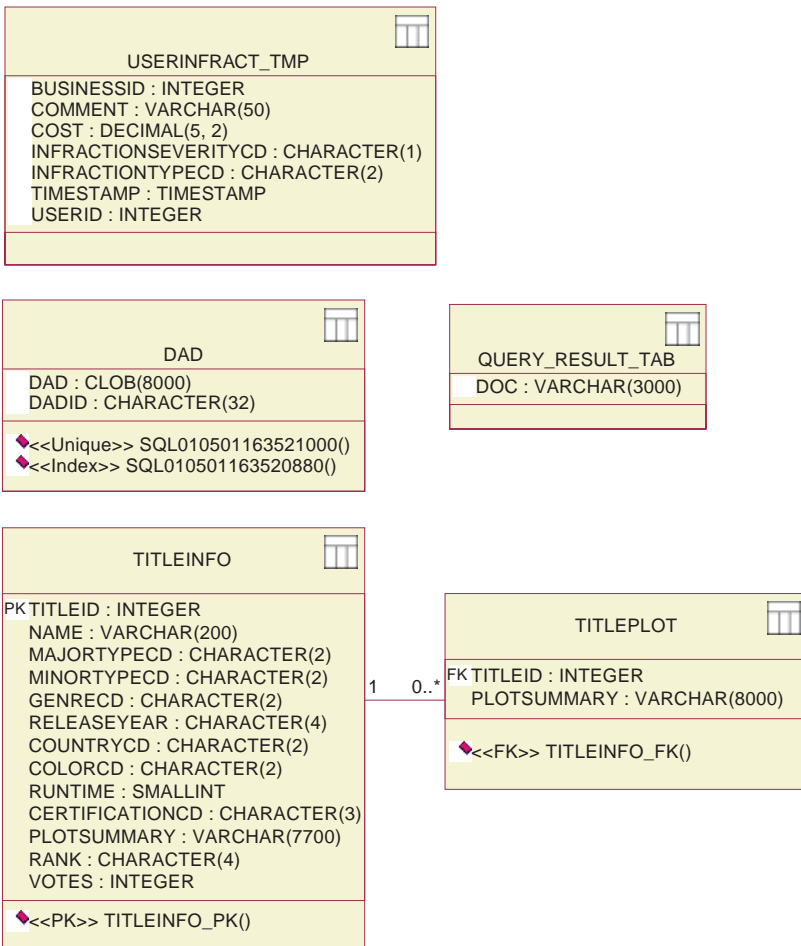 USERINFRACT_TMP
BUSINESSID : INTEGER
COMMENT : VARCHAR(50)
COST : DECIMAL(5, 2)
INFRACTIONSEVERITYCD : CHARACTER(1)
INFRACTIONTYPECD : CHARACTER(2)
TIMESTAMP : TIMESTAMP
USERID : INTEGER
DAD
DAD : CLOB(8000)
DADID : CHARACTER(32)
<<Unique>> SQL010501163521000()
<<Index>> SQL010501163520880()
QUERY_RESULT_TAB
DOC : VARCHAR(3000)
TITLEINFO
PK TITLEID : INTEGER
NAME : VARCHAR(200)
MAJORTYPECD : CHARACTER(2)
MINORTYPECD : CHARACTER(2)
GENRECD : CHARACTER(2)
RELEASEYEAR : CHARACTER(4)
COUNTRYCD : CHARACTER(2)
COLORCD : CHARACTER(2)
RUNTIME : SMALLINT
CERTIFICATIONCD : CHARACTER(3)
PLOTSUMMARY : VARCHAR(7700)
RANK : CHARACTER(4)
VOTES : INTEGER
<<PK>> TITLEINFO_PK()
1 0..*
TITLEPLOT
FK TITLEID : INTEGER
PLOTSUMMARY : VARCHAR(8000)
<<FK>> TITLEINFO_FK()